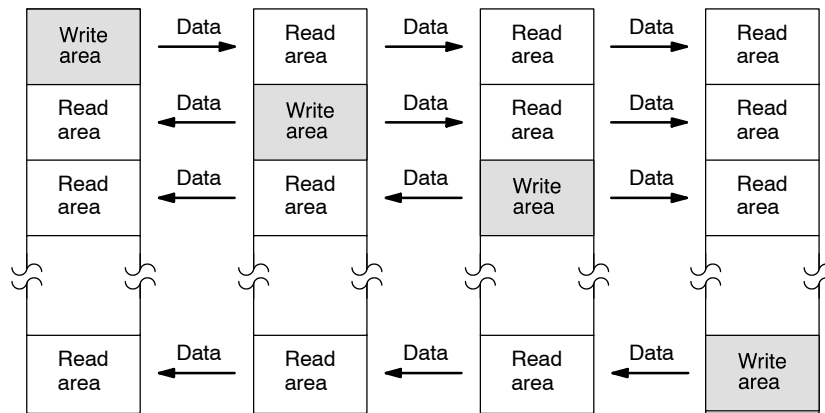 Write area Data Read area Data Read area Data Read area
Read area Data Write area Data Read area Data Read area
Read area Data Read area Data Write area Data Read area
Read area Data Read area Data Read area Data Write area